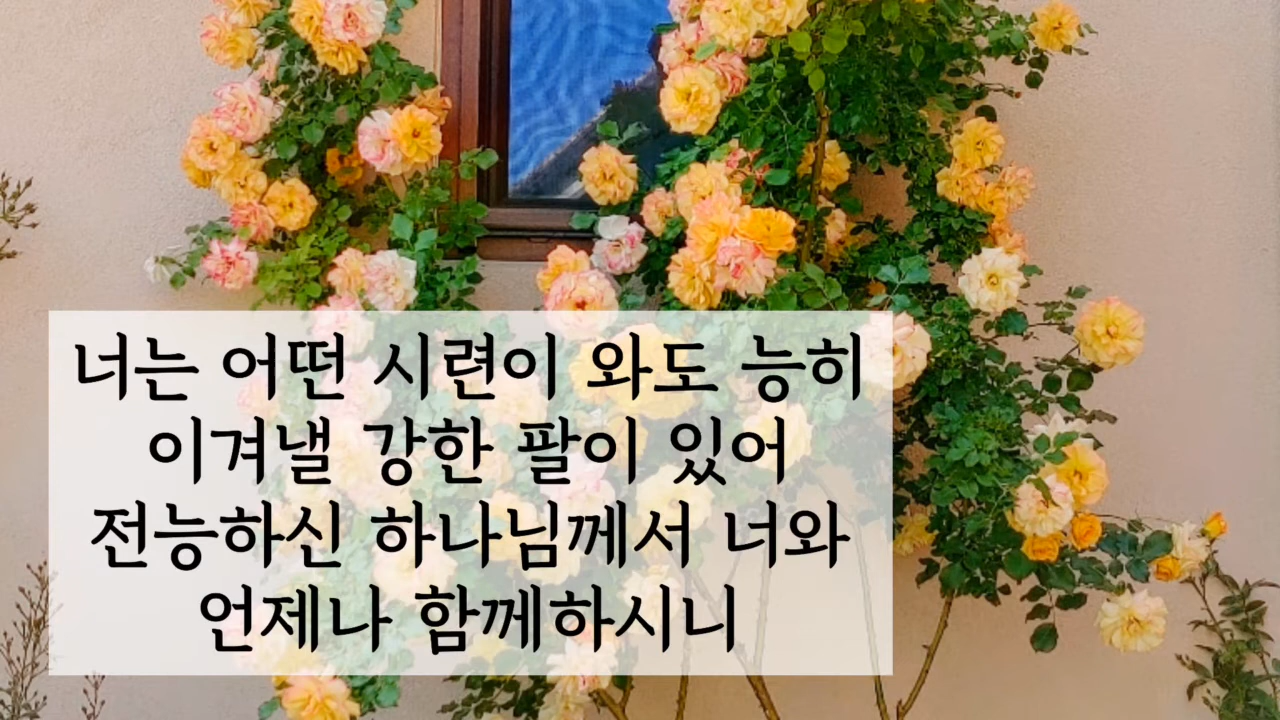 너는 어떤 시련이 와도 능히
이겨낼 강한 팔이 있어
전능하신 하나님께서 너와
언제나 함께하시니